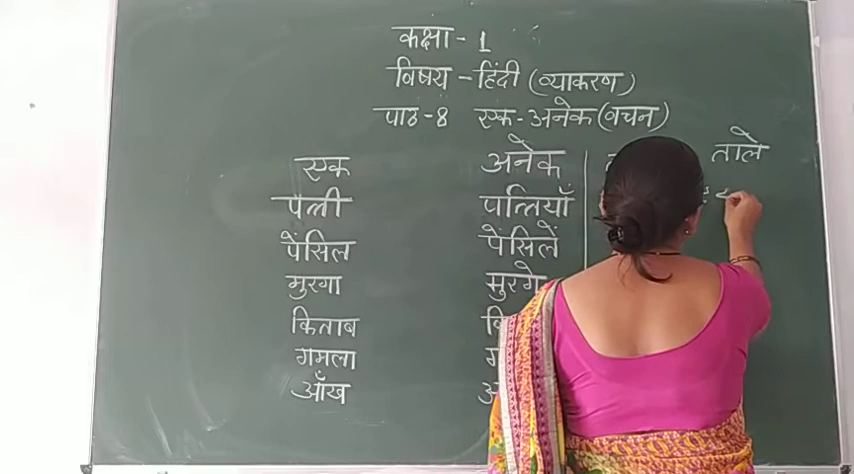 कक्षा - 1
विषय - हिंदी (व्याकरण)
पाठ - 8 एक - अनेक (वचन)
एक अनेक
पत्ती पत्तियाँ
पेंसिल पेंसिलें
मुरगा मुरगे
किताब
गमला
आँख
ताले